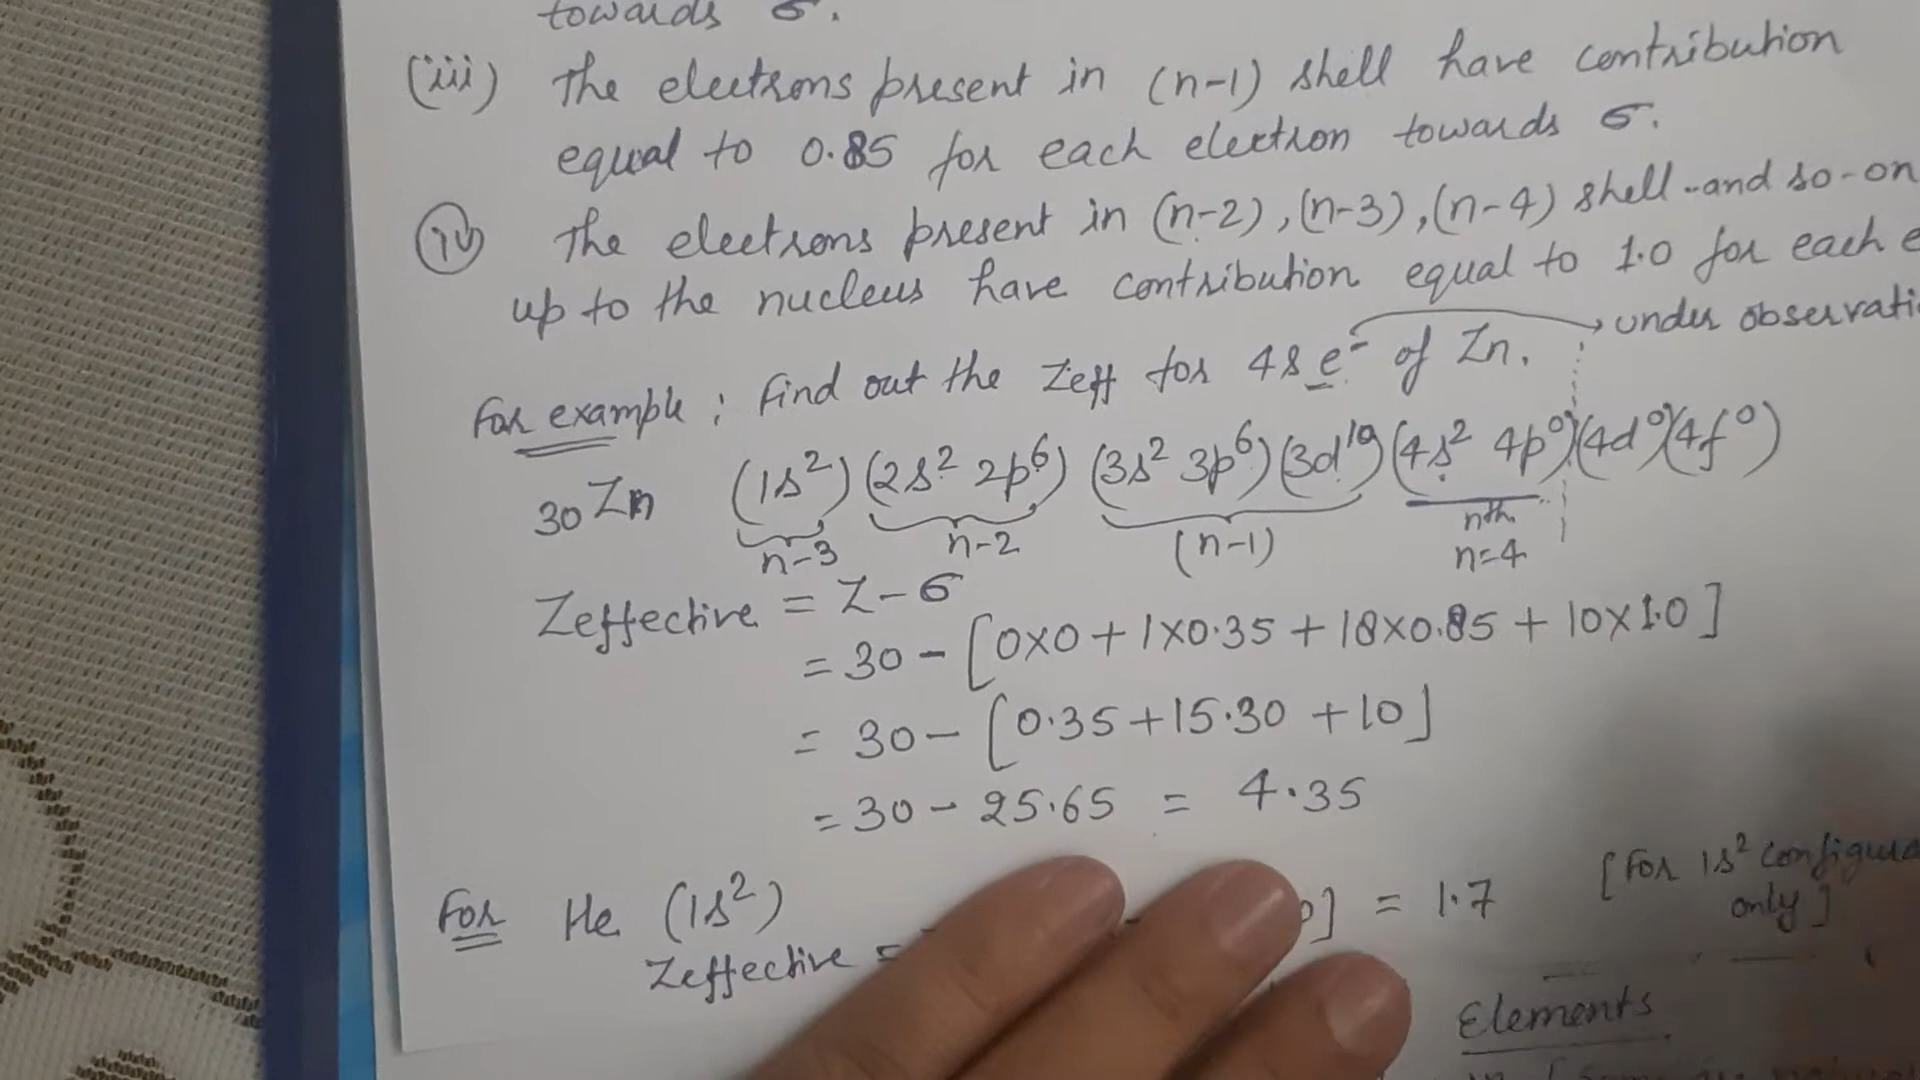 towards σ.
(iii) The electrons present in (n-1) shell have contribution
equal to 0.85 for each electron towards σ.
(iv) The electrons present in (n-2), (n-3), (n-4) shell and so-on
up to the nucleus have contribution equal to 1.0 for each e
→ under observati
For example : Find out the Zeff for 4s e⁻ of Zn.
30 Zn (1s²) (2s² 2p⁶) (3s² 3p⁶) (3d¹⁰) (4s² 4p⁰) (4d⁰) (4f⁰)
n-3 n-2 (n-1) nth
n=4
Zeffective = Z - σ
= 30 - [0×0 + 1×0.35 + 18×0.85 + 10×1.0]
= 30 - [0.35 + 15.30 + 10]
= 30 - 25.65 = 4.35
For He (1s²) [For 1s² configura
only]
Zeffective = ] = 1.7
Elements